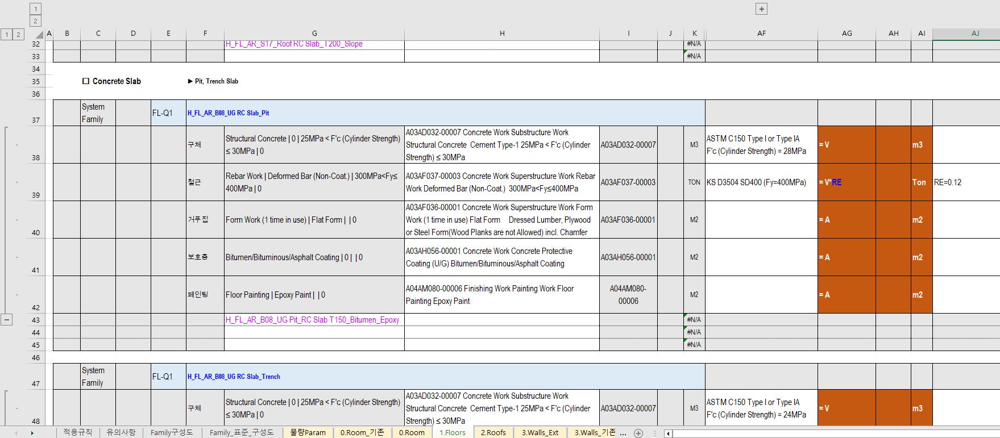 1
2
+
1 2 A B C D E F G H I J K AF AG AH AI AJ
32 H_FL_AR_S17_Roof RC Slab_T200_Slope #N/A
33 #N/A
34
35 ☐ Concrete Slab ► Pit, Trench Slab
36
37 System Family FL-Q1 H_FL_AR_B08_UG RC Slab_Pit
38 구체 Structural Concrete | 0 | 25MPa < F'c (Cylinder Strength) ≤ 30MPa | 0 A03AD032-00007 Concrete Work Substructure Work Structural Concrete Cement Type-1 25MPa < F'c (Cylinder Strength) ≤ 30MPa A03AD032-00007 M3 ASTM C150 Type I or Type IA F'c (Cylinder Strength) = 28MPa = V m3
39 철근 Rebar Work | Deformed Bar (Non-Coat.) | 300MPa<Fy≤ 400MPa | 0 A03AF037-00003 Concrete Work Superstructure Work Rebar Work Deformed Bar (Non-Coat.) 300MPa<Fy≤400MPa A03AF037-00003 TON KS D3504 SD400 (Fy=400MPa) = V*RE Ton RE=0.12
40 거푸집 Form Work (1 time in use) | Flat Form | | 0 A03AF036-00001 Concrete Work Superstructure Work Form Work (1 time in use) Flat Form Dressed Lumber, Plywood or Steel Form(Wood Planks are not Allowed) incl. Chamfer A03AF036-00001 M2 = A m2
41 보호층 Bitumen/Bituminous/Asphalt Coating | 0 | | 0 A03AH056-00001 Concrete Work Concrete Protective Coating (U/G) Bitumen/Bituminous/Asphalt Coating A03AH056-00001 M2 = A m2
42 페인팅 Floor Painting | Epoxy Paint | | 0 A04AM080-00006 Finishing Work Painting Work Floor Painting Epoxy Paint A04AM080-00006 M2 = A m2
43 H_FL_AR_B08_UG Pit_RC Slab T150_Bitumen_Epoxy #N/A
44 #N/A
45 #N/A
46
47 System Family FL-Q1 H_FL_AR_B08_UG RC Slab_Trench
48 구체 Structural Concrete | 0 | 25MPa < F'c (Cylinder Strength) ≤ 30MPa | 0 A03AD032-00007 Concrete Work Substructure Work Structural Concrete Cement Type-1 25MPa < F'c (Cylinder Strength) ≤ 30MPa A03AD032-00007 M3 ASTM C150 Type I or Type IA F'c (Cylinder Strength) = 24MPa = V m3
적용규칙 유의사항 Family구성도 Family_표준_구성도 물량Param 0.Room_기존 0.Room 1.Floors 2.Roofs 3.Walls_Ext 3.Walls_기존 ...